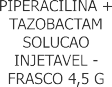 PIPERACILINA +
TAZOBACTAM
SOLUCAO
INJETAVEL -
FRASCO 4,5 G